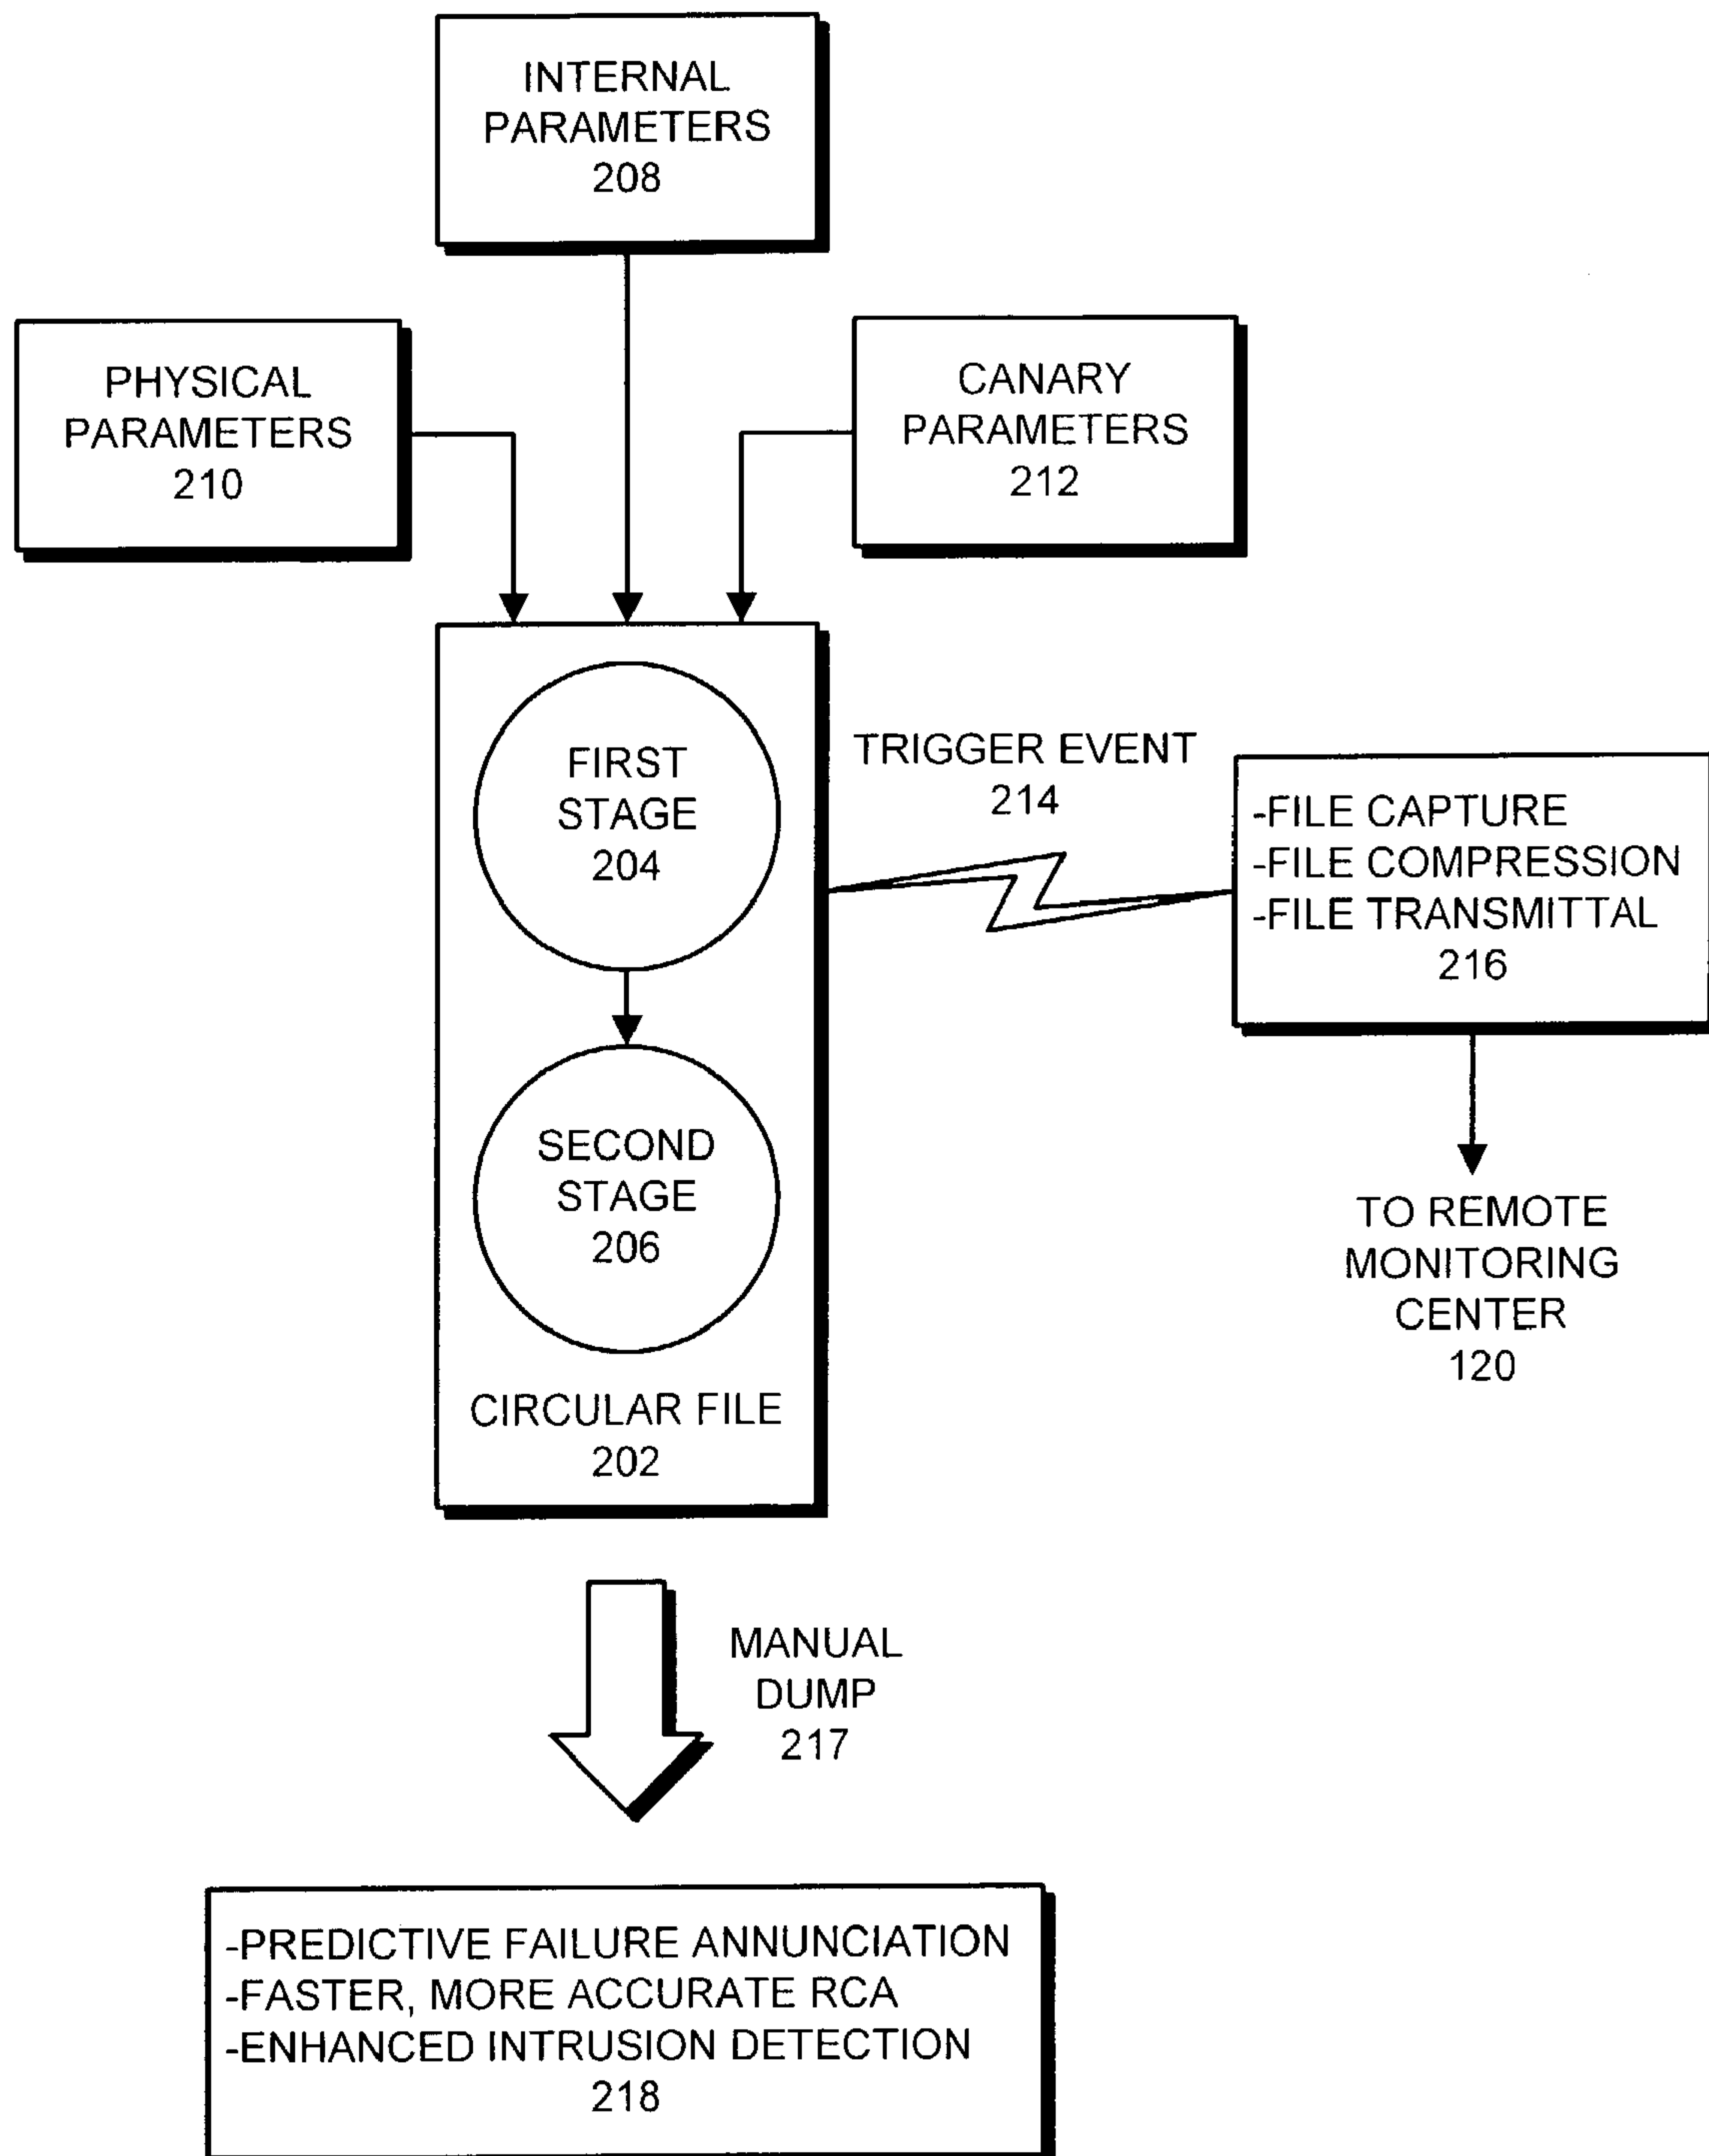 INTERNAL
PARAMETERS
208
PHYSICAL
PARAMETERS
210
CANARY
PARAMETERS
212
FIRST
STAGE
204
TRIGGER EVENT
214
-FILE CAPTURE
-FILE COMPRESSION
-FILE TRANSMITTAL
216
SECOND
STAGE
206
TO REMOTE
MONITORING
CENTER
120
CIRCULAR FILE
202
MANUAL
DUMP
217
-PREDICTIVE FAILURE ANNUNCIATION
-FASTER, MORE ACCURATE RCA
-ENHANCED INTRUSION DETECTION
218